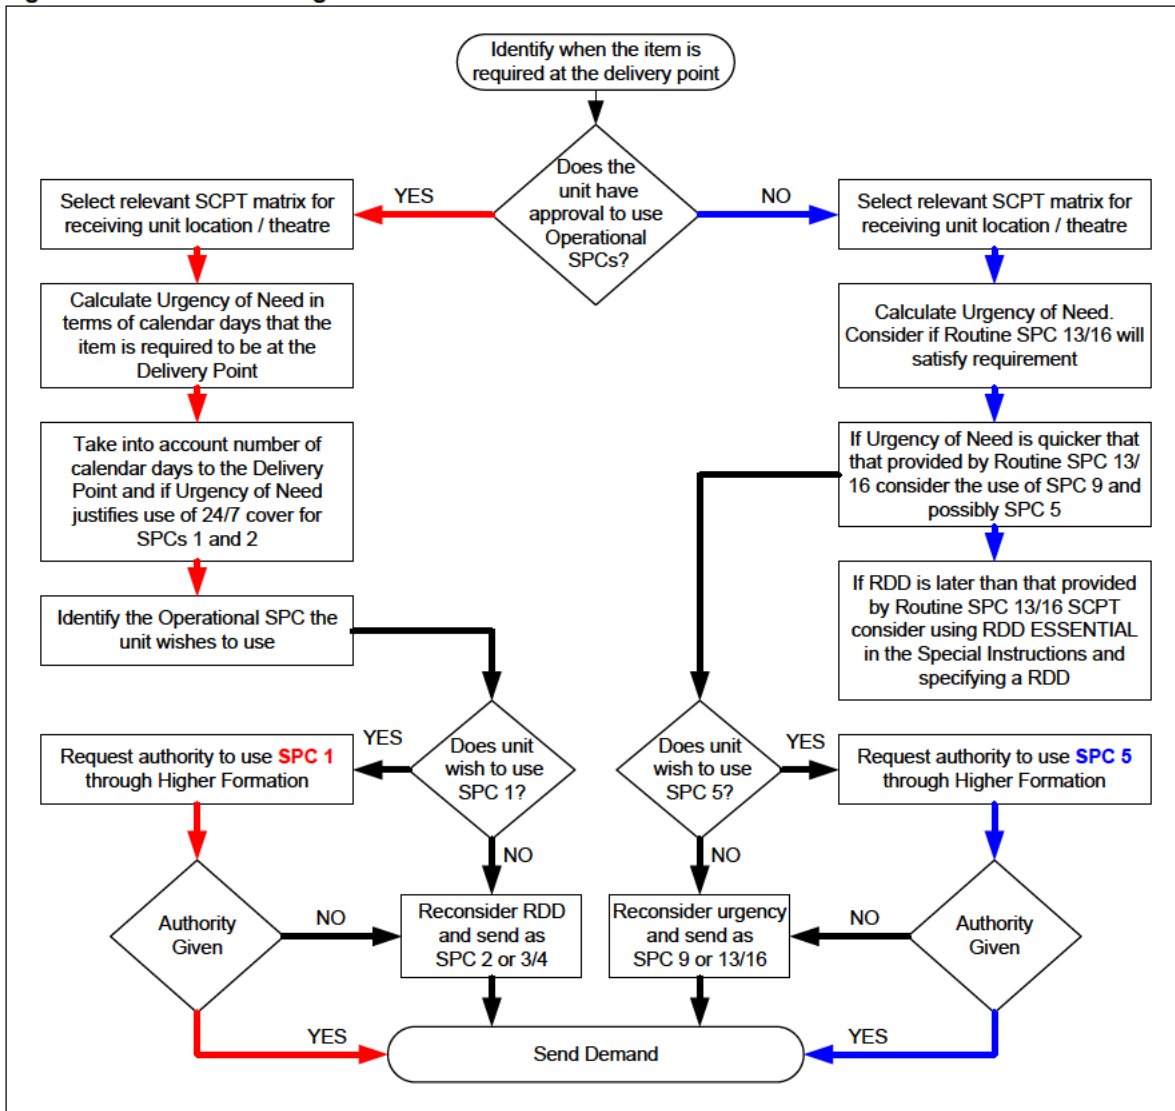 Identify when the item is
required at the delivery point
Does the
unit have
approval to use
Operational
SPCs?
YES
NO
Select relevant SCPT matrix for
receiving unit location / theatre
Select relevant SCPT matrix for
receiving unit location / theatre
Calculate Urgency of Need in
terms of calendar days that the
item is required to be at the
Delivery Point
Calculate Urgency of Need.
Consider if Routine SPC 13/16 will
satisfy requirement
Take into account number of
calendar days to the Delivery
Point and if Urgency of Need
justifies use of 24/7 cover for
SPCs 1 and 2
If Urgency of Need is quicker that
that provided by Routine SPC 13/
16 consider the use of SPC 9 and
possibly SPC 5
Identify the Operational SPC the
unit wishes to use
If RDD is later than that provided
by Routine SPC 13/16 SCPT
consider using RDD ESSENTIAL
in the Special Instructions and
specifying a RDD
Request authority to use SPC 1
through Higher Formation
YES
Does unit
wish to use
SPC 1?
Does unit
wish to use
SPC 5?
YES
Request authority to use SPC 5
through Higher Formation
NO
NO
Authority
Given
NO
Reconsider RDD
and send as
SPC 2 or 3/4
Reconsider urgency
and send as
SPC 9 or 13/16
NO
Authority
Given
YES
Send Demand
YES